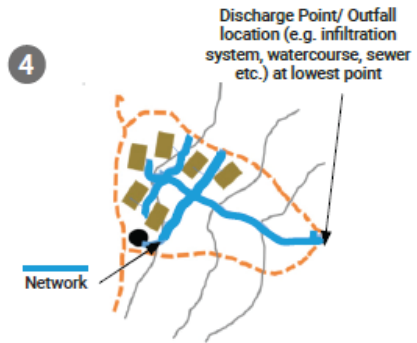 Discharge Point/ Outfall
location (e.g. infiltration
system, watercourse, sewer
etc.) at lowest point
4
Network